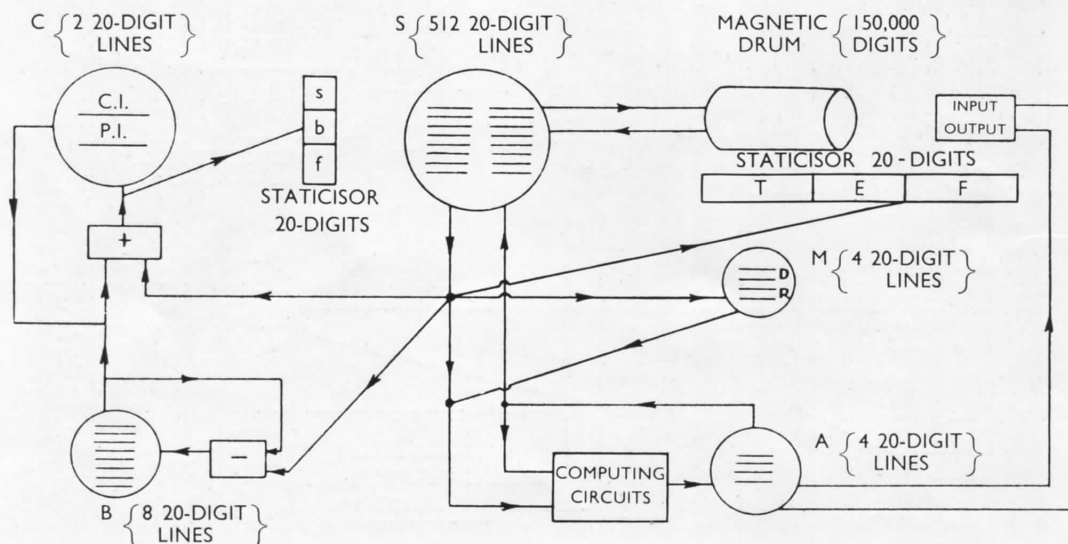 C { 2 20-DIGIT
LINES }
S { 512 20-DIGIT
LINES }
MAGNETIC
DRUM { 150,000
DIGITS }
C.I.
P.I.
s
b
f
STATICISOR
20-DIGITS
INPUT
OUTPUT
STATICISOR 20-DIGITS
T E F
+
M { 4 20-DIGIT
LINES }
D
R
−
B { 8 20-DIGIT
LINES }
COMPUTING
CIRCUITS
A { 4 20-DIGIT
LINES }